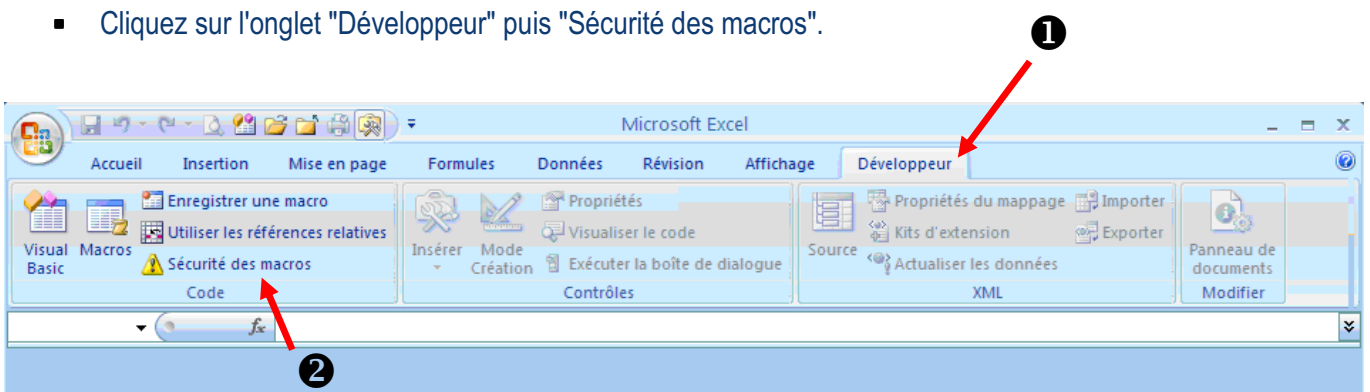 ▪ Cliquez sur l'onglet "Développeur" puis "Sécurité des macros".
❶
Microsoft Excel
Accueil Insertion Mise en page Formules Données Révision Affichage Développeur
Visual Basic
Macros
Enregistrer une macro
Utiliser les références relatives
Sécurité des macros
Code
Insérer
Mode Création
Propriétés
Visualiser le code
Exécuter la boîte de dialogue
Contrôles
Source
Propriétés du mappage
Kits d'extension
Actualiser les données
Importer
Exporter
XML
Panneau de documents
Modifier
fx
❷